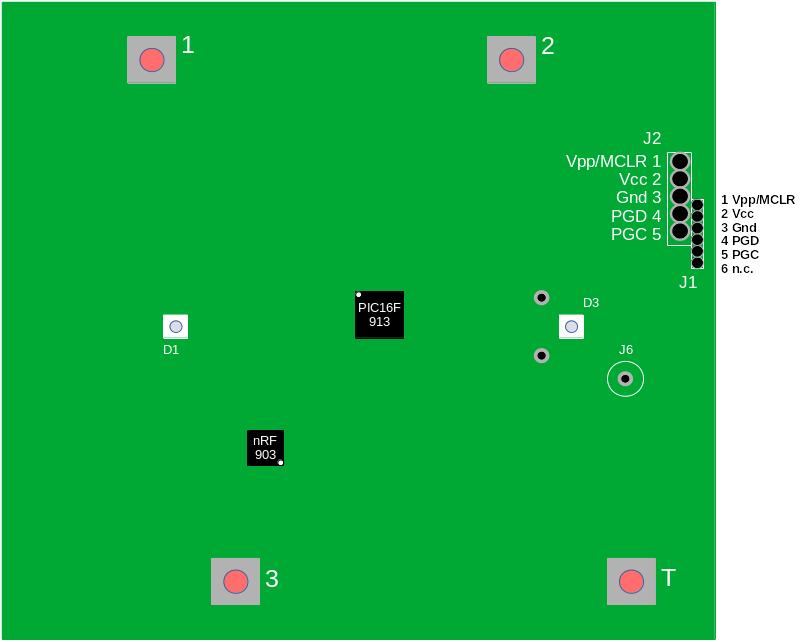 1
2
J2
Vpp/MCLR 1
Vcc 2
Gnd 3
PGD 4
PGC 5
1 Vpp/MCLR
2 Vcc
3 Gnd
4 PGD
5 PGC
6 n.c.
J1
PIC16F
913
D3
D1
J6
nRF
903
3
T